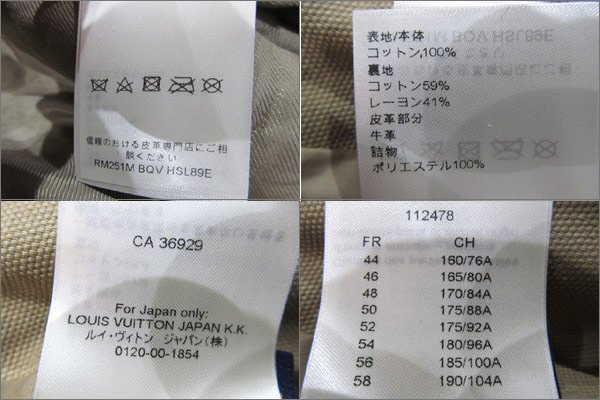 信頼のおける皮革専門店にご相
談ください
RM251M BQV HSL89E
表地/本体
コットン100%
裏地
コットン59%
レーヨン41%
皮革部分
牛革
詰物
ポリエステル100%
CA 36929
For Japan only:
LOUIS VUITTON JAPAN K.K.
ルイ・ヴィトン ジャパン(株)
0120-00-1854
112478
FR CH
44 160/76A
46 165/80A
48 170/84A
50 175/88A
52 175/92A
54 180/96A
56 185/100A
58 190/104A